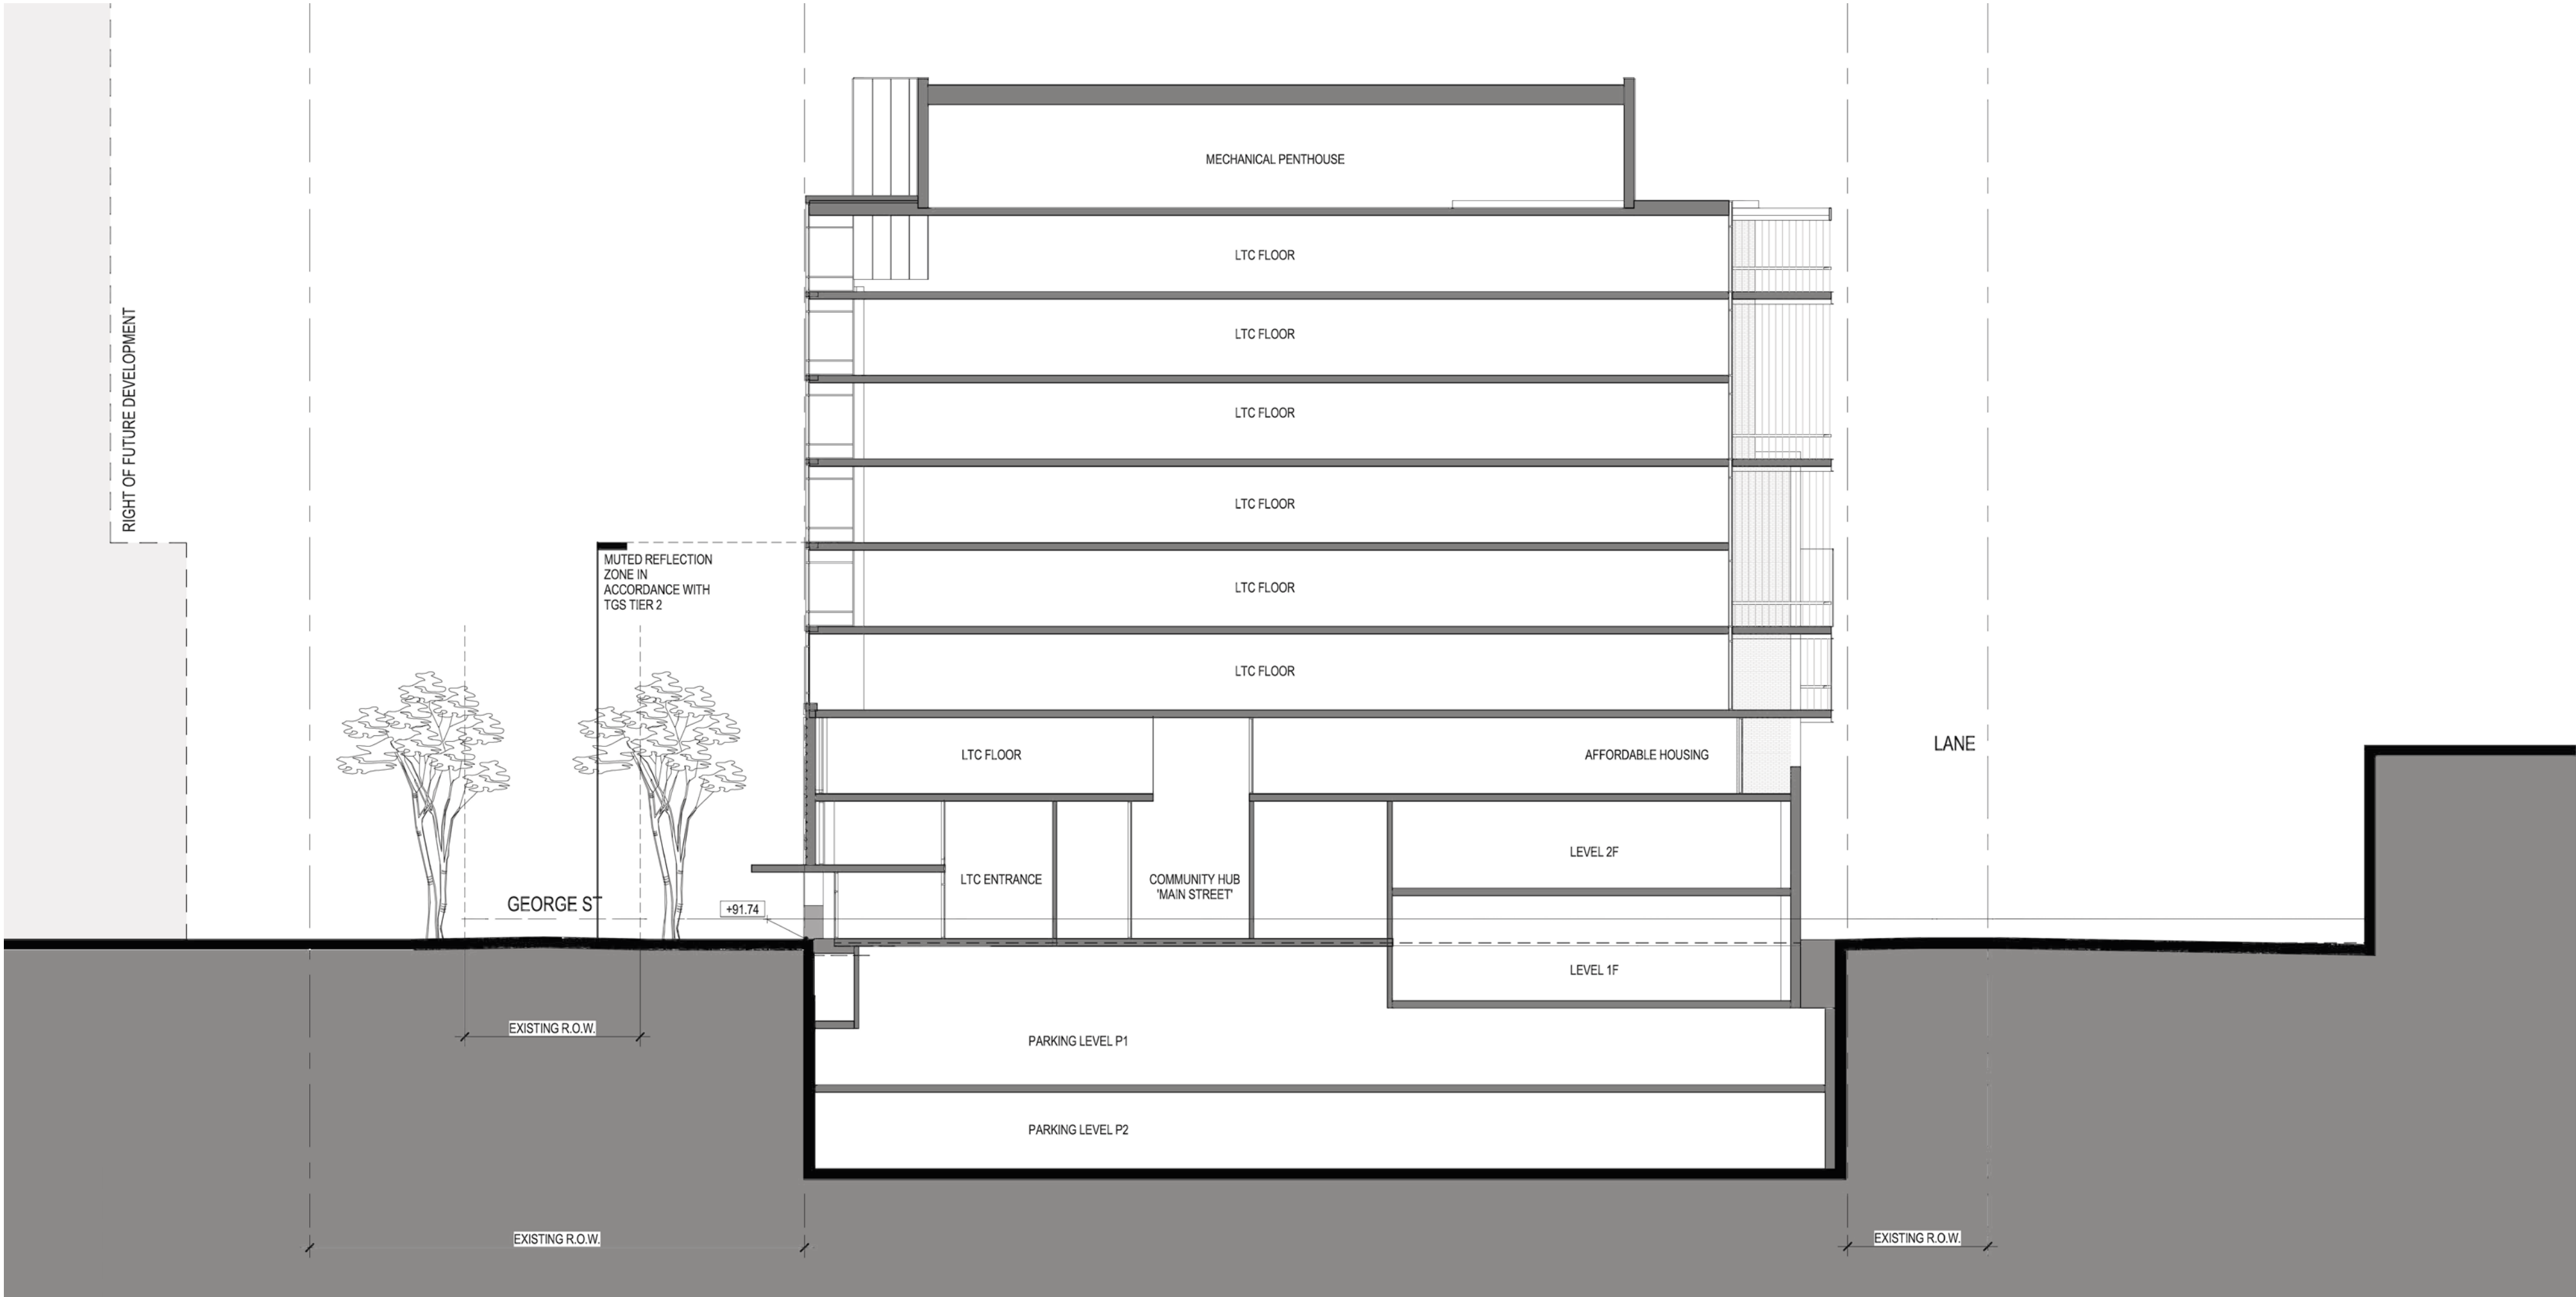 MECHANICAL PENTHOUSE
LTC FLOOR
LTC FLOOR
RIGHT OF FUTURE DEVELOPMENT
LTC FLOOR
LTC FLOOR
MUTED REFLECTION
ZONE IN
ACCORDANCE WITH
TGS TIER 2
LTC FLOOR
LTC FLOOR
LANE
LTC FLOOR
AFFORDABLE HOUSING
LEVEL 2F
LTC ENTRANCE
COMMUNITY HUB
'MAIN STREET'
GEORGE ST
+91.74
LEVEL 1F
EXISTING R.O.W.
PARKING LEVEL P1
PARKING LEVEL P2
EXISTING R.O.W.
EXISTING R.O.W.